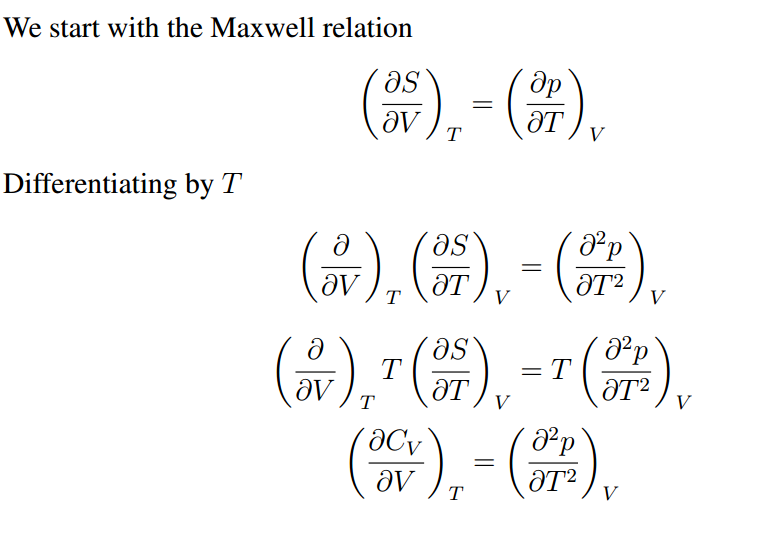 We start with the Maxwell relation
(∂S/∂V)_T = (∂p/∂T)_V
Differentiating by T
(∂/∂V)_T (∂S/∂T)_V = (∂²p/∂T²)_V
(∂/∂V)_T T (∂S/∂T)_V = T (∂²p/∂T²)_V
(∂C_V/∂V)_T = (∂²p/∂T²)_V